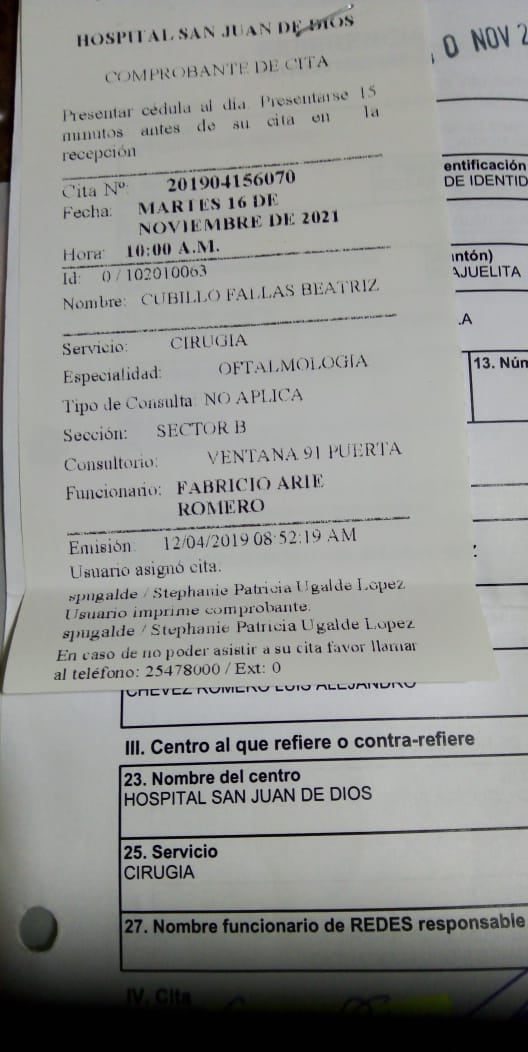 HOSPITAL SAN JUAN DE DIOS
COMPROBANTE DE CITA
Presentar cédula al día. Presentarse 15
minutos antes de su cita en la
recepción
Cita Nº: 201904156070
Fecha: MARTES 16 DE
NOVIEMBRE DE 2021
Hora: 10:00 A.M.
Id: 0 / 102010063
Nombre: CUBILLO FALLAS BEATRIZ
Servicio: CIRUGIA
Especialidad: OFTALMOLOGIA
Tipo de Consulta: NO APLICA
Sección: SECTOR B
Consultorio: VENTANA 91 PUERTA
Funcionario: FABRICIO ARIE
ROMERO
Emisión: 12/04/2019 08:52:19 AM
Usuario asignó cita:
spugalde / Stephanie Patricia Ugalde Lopez
Usuario imprime comprobante:
spugalde / Stephanie Patricia Ugalde Lopez
En caso de no poder asistir a su cita favor llamar
al teléfono: 25478000 / Ext: 0
0 NOV 2
entificación
DE IDENTID
ntón)
AJUELITA
.A
13. Núm
CHEVEZ ROMERO LUIS ALEJANDRO
III. Centro al que refiere o contra-refiere
23. Nombre del centro
HOSPITAL SAN JUAN DE DIOS
25. Servicio
CIRUGIA
27. Nombre funcionario de REDES responsable
IV. Cita